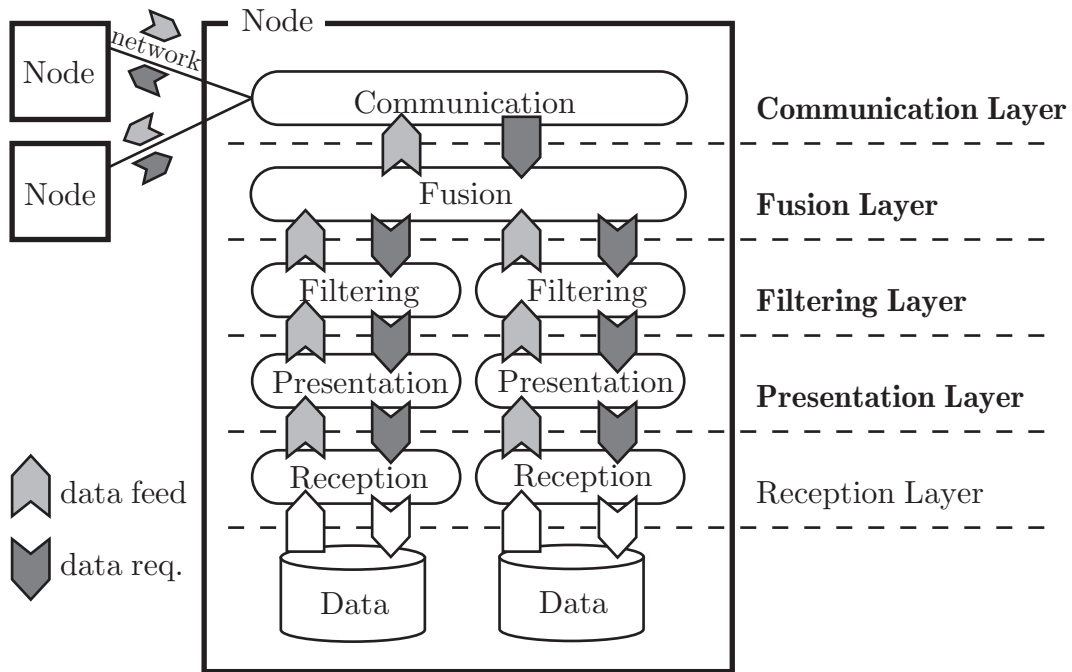 Node
network
Node
Node
Communication
Communication Layer
Fusion
Fusion Layer
Filtering
Filtering
Filtering Layer
Presentation
Presentation
Presentation Layer
Reception
Reception
Reception Layer
data feed
data req.
Data
Data